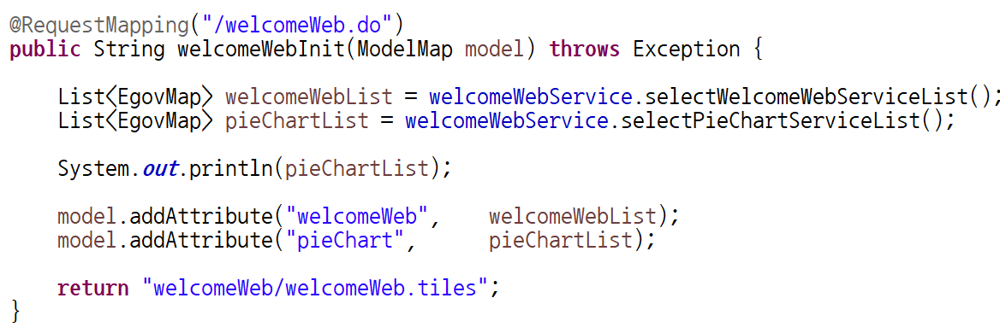 @RequestMapping("/welcomeWeb.do")
public String welcomeWebInit(ModelMap model) throws Exception {
List<EgovMap> welcomeWebList = welcomeWebService.selectWelcomeWebServiceList();
List<EgovMap> pieChartList = welcomeWebService.selectPieChartServiceList();
System.out.println(pieChartList);
model.addAttribute("welcomeWeb",    welcomeWebList);
model.addAttribute("pieChart",      pieChartList);
return "welcomeWeb/welcomeWeb.tiles";
}